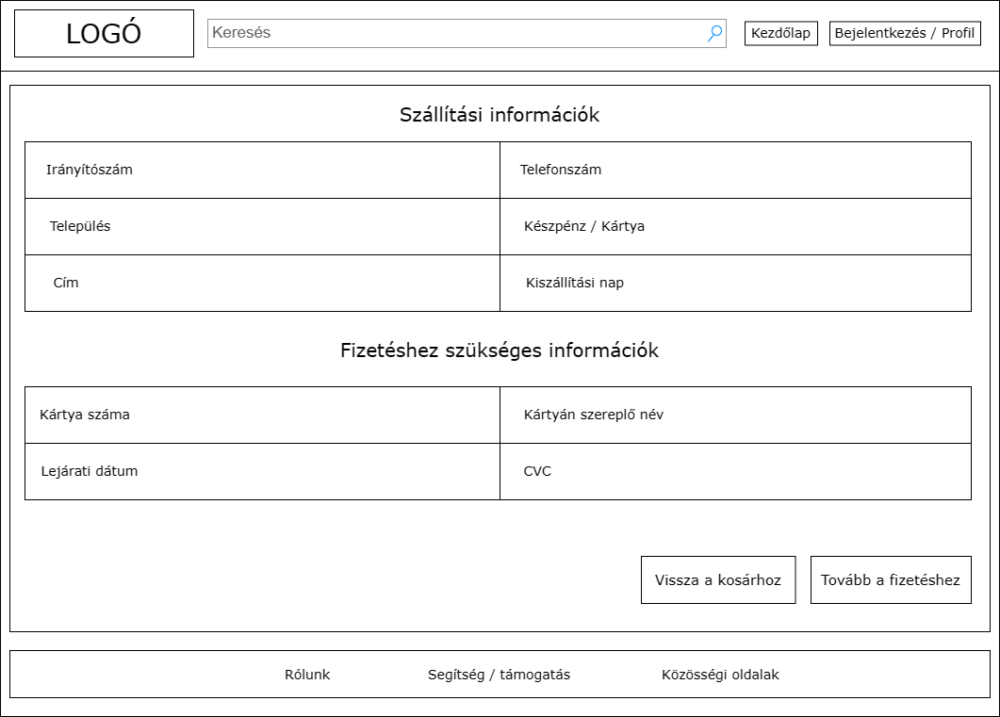 LOGÓ
Keresés
Kezdőlap
Bejelentkezés / Profil
Szállítási információk
Irányítószám
Telefonszám
Település
Készpénz / Kártya
Cím
Kiszállítási nap
Fizetéshez szükséges információk
Kártya száma
Kártyán szereplő név
Lejárati dátum
CVC
Vissza a kosárhoz
Tovább a fizetéshez
Rólunk
Segítség / támogatás
Közösségi oldalak